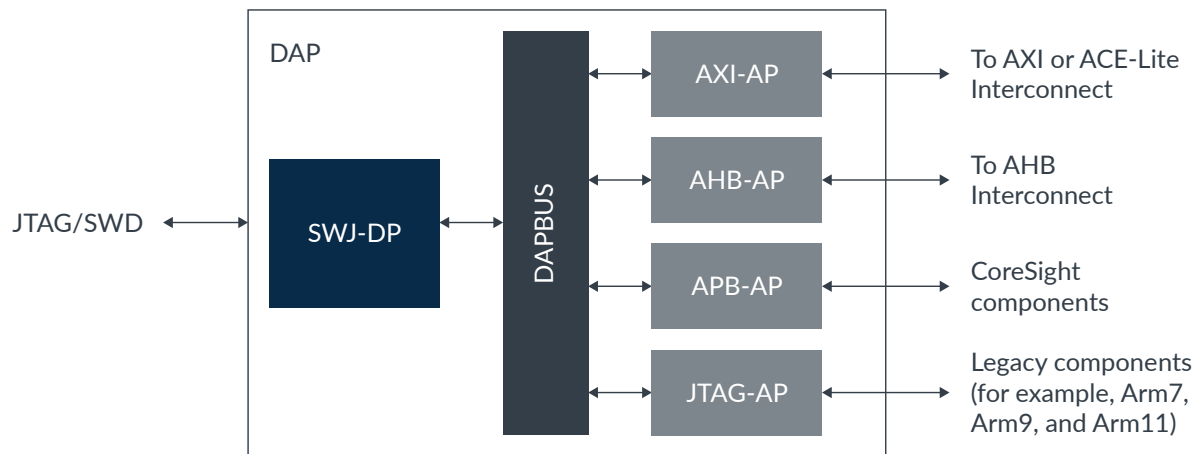 DAP
JTAG/SWD
SWJ-DP
DAPBUS
AXI-AP
To AXI or ACE-Lite
Interconnect
AHB-AP
To AHB
Interconnect
APB-AP
CoreSight
components
JTAG-AP
Legacy components
(for example, Arm7,
Arm9, and Arm11)